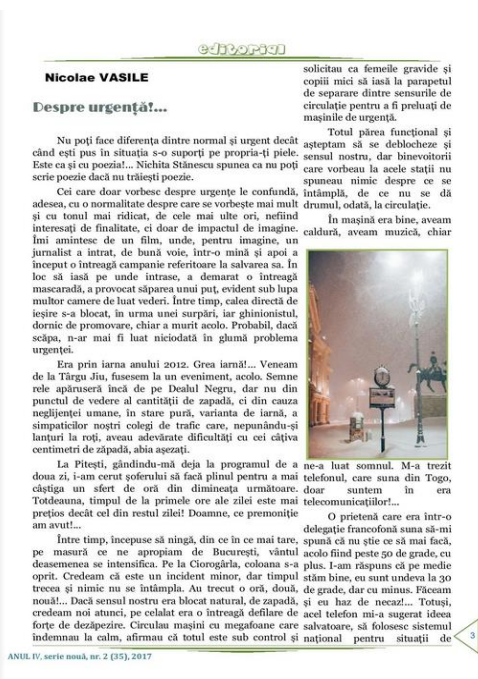 editorial
Nicolae VASILE
Despre urgență!...
Nu poți face diferența dintre normal și urgent decât
când ești pus în situația s-o suporți pe propria-ți piele.
Este ca și cu poezia!... Nichita Stănescu spunea ca nu poți
scrie poezie dacă nu trăiești poezie.
Cei care doar vorbesc despre urgențe le confundă,
adesea, cu o normalitate despre care se vorbește mai mult
și cu tonul mai ridicat, de cele mai ulte ori, nefiind
interesați de finalitate, ci doar de impactul de imagine.
Îmi amintesc de un film, unde, pentru imagine, un
jurnalist a intrat, de bună voie, într-o mină și apoi a
început o întreagă campanie referitoare la salvarea sa. În
loc să iasă pe unde intrase, a demarat o întreagă
mascaradă, a provocat săparea unui puț, evident sub lupa
multor camere de luat vederi. Între timp, calea directă de
ieșire s-a blocat, în urma unei surpări, iar ghinionistul,
dornic de promovare, chiar a murit acolo. Probabil, dacă
scăpa, n-ar mai fi luat niciodată în glumă problema
urgenței.
Era prin iarna anului 2012. Grea iarnă!... Veneam
de la Târgu Jiu, fusesem la un eveniment, acolo. Semne
rele apăruseră încă de pe Dealul Negru, dar nu din
punctul de vedere al cantității de zăpadă, ci din cauza
neglijenței umane, în stare pură, varianta de iarnă, a
simpaticilor noștri colegi de trafic care, nepunându-și
lanțuri la roți, aveau adevărate dificultăți cu cei câțiva
centimetri de zăpadă, abia așezați.
La Pitești, gândindu-mă deja la programul de a
doua zi, i-am cerut șoferului să facă plinul pentru a mai
câștiga un sfert de oră din dimineața următoare.
Totdeauna, timpul de la primele ore ale zilei este mai
prețios decât cel din restul zilei! Doamne, ce premoniție
am avut!...
Între timp, începuse să ningă, din ce în ce mai tare,
pe masură ce ne apropiam de București, vântul
deasemenea se intensifica. Pe la Ciorogârla, coloana s-a
oprit. Credeam că este un incident minor, dar timpul
trecea și nimic nu se întâmpla. Au trecut o oră, două,
nouă!... Dacă sensul nostru era blocat natural, de zapadă,
credeam noi atunci, pe celalat era o întreagă defilare de
forțe de dezăpezire. Circulau mașini cu megafoane care
îndemnau la calm, afirmau că totul este sub control și
solicitau ca femeile gravide și
copiii mici să iasă la parapetul
de separare dintre sensurile de
circulație pentru a fi preluați de
mașinile de urgență.
Totul părea funcțional și
așteptam să se deblocheze și
sensul nostru, dar binevoitorii
care vorbeau la acele stații nu
spuneau nimic despre ce se
întâmplă, de ce nu se dă
drumul, odată, la circulație.
În mașină era bine, aveam
caldură, aveam muzică, chiar
ne-a luat somnul. M-a trezit
telefonul, care suna din Togo,
doar suntem în era
telecomunicațiilor!...
O prietenă care era într-o
delegație francofonă suna să-mi
spună că nu știe ce să mai facă,
acolo fiind peste 50 de grade, cu
plus. I-am răspuns că pe medie
stăm bine, eu sunt undeva la 30
de grade, dar cu minus. Făceam
și eu haz de necaz!... Totuși,
acel telefon mi-a sugerat ideea
salvatoare, să folosesc sistemul
național pentru situații de
3
ANUL IV, serie nouă, nr. 2 (35), 2017